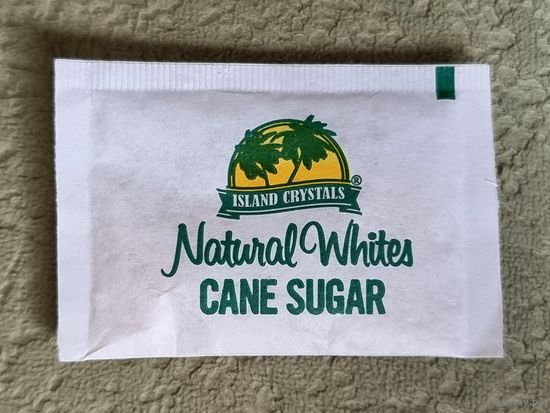 ISLAND CRYSTALS ®
Natural Whites
CANE SUGAR